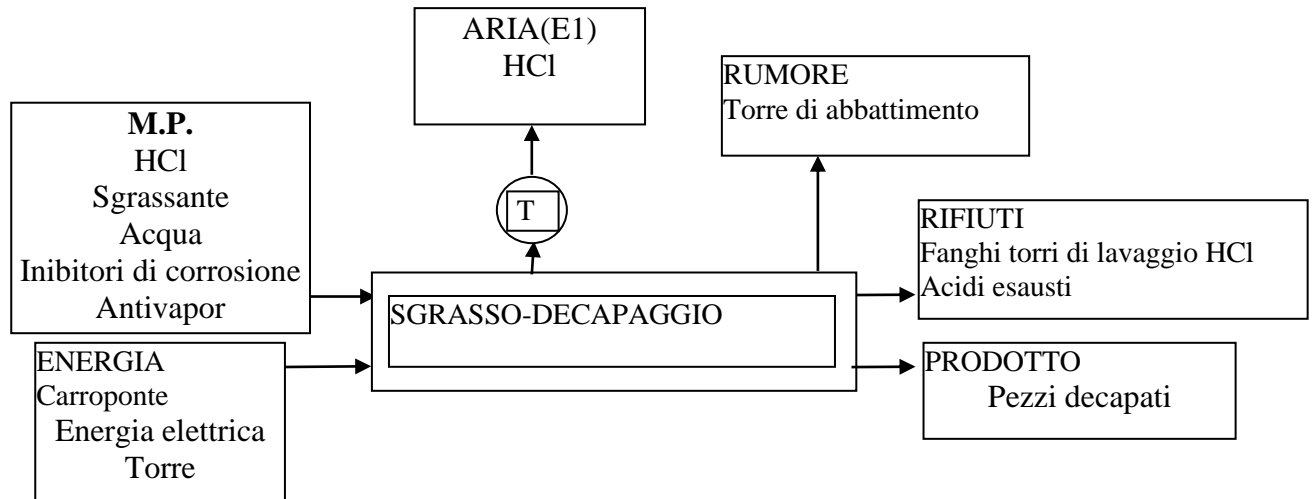 ARIA(E1)
HCl
RUMORE
Torre di abbattimento
M.P.
HCl
Sgrassante
Acqua
Inibitori di corrosione
Antivapor
T
RIFIUTI
Fanghi torri di lavaggio HCl
Acidi esausti
SGRASSO-DECAPAGGIO
ENERGIA
Carroponte
Energia elettrica
Torre
PRODOTTO
Pezzi decapati